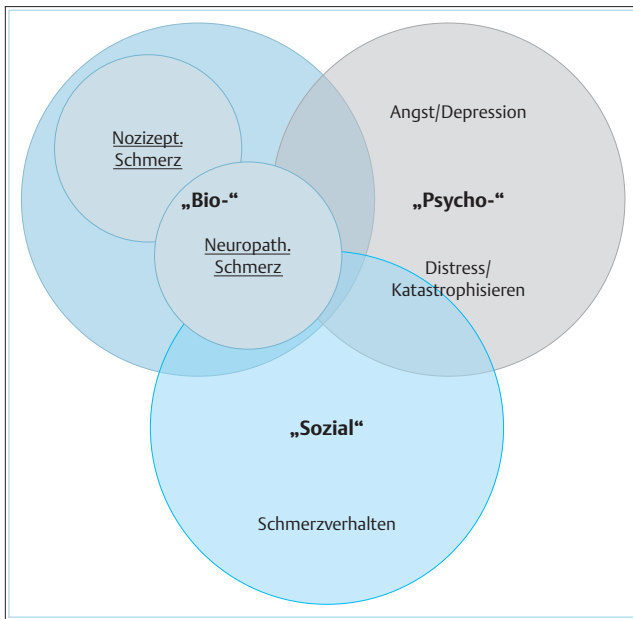 Angst/Depression
Nozizept.
Schmerz
„Bio-“
„Psycho-“
Neuropath.
Schmerz
Distress/
Katastrophisieren
„Sozial“
Schmerzverhalten